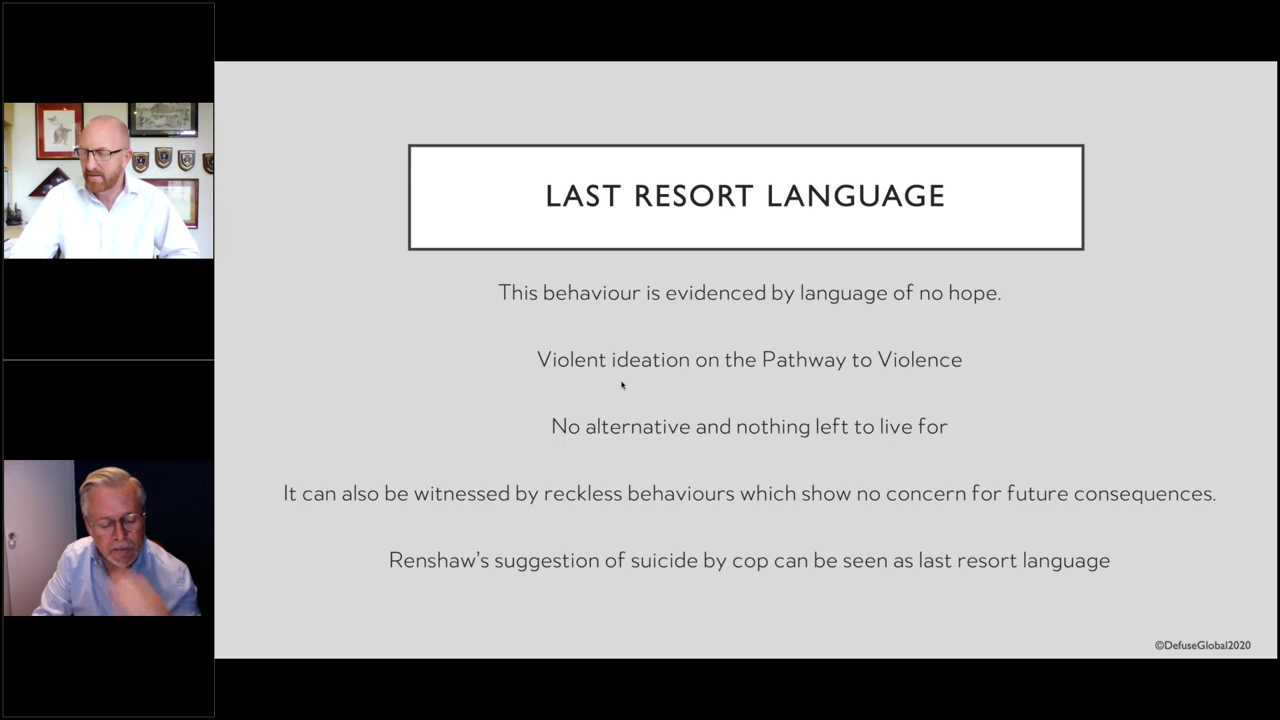 LAST RESORT LANGUAGE
This behaviour is evidenced by language of no hope.
Violent ideation on the Pathway to Violence
No alternative and nothing left to live for
It can also be witnessed by reckless behaviours which show no concern for future consequences.
Renshaw's suggestion of suicide by cop can be seen as last resort language
©DefuseGlobal2020